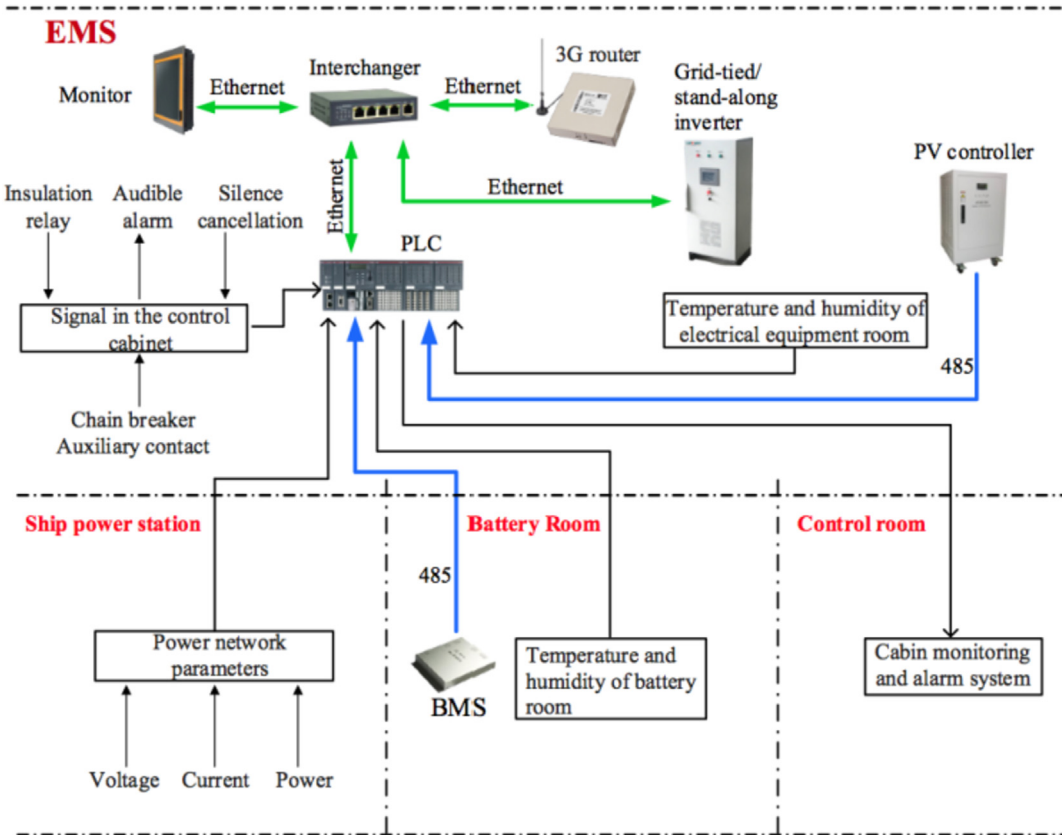 EMS
Monitor
Ethernet
Interchanger
Ethernet
3G router
Grid-tied/
stand-along
inverter
PV controller
Ethernet
Ethernet
Insulation
relay
Audible
alarm
Silence
cancellation
PLC
Signal in the control
cabinet
Temperature and humidity of
electrical equipment room
485
Chain breaker
Auxiliary contact
Ship power station
Battery Room
Control room
485
Power network
parameters
BMS
Temperature and
humidity of battery
room
Cabin monitoring
and alarm system
Voltage
Current
Power